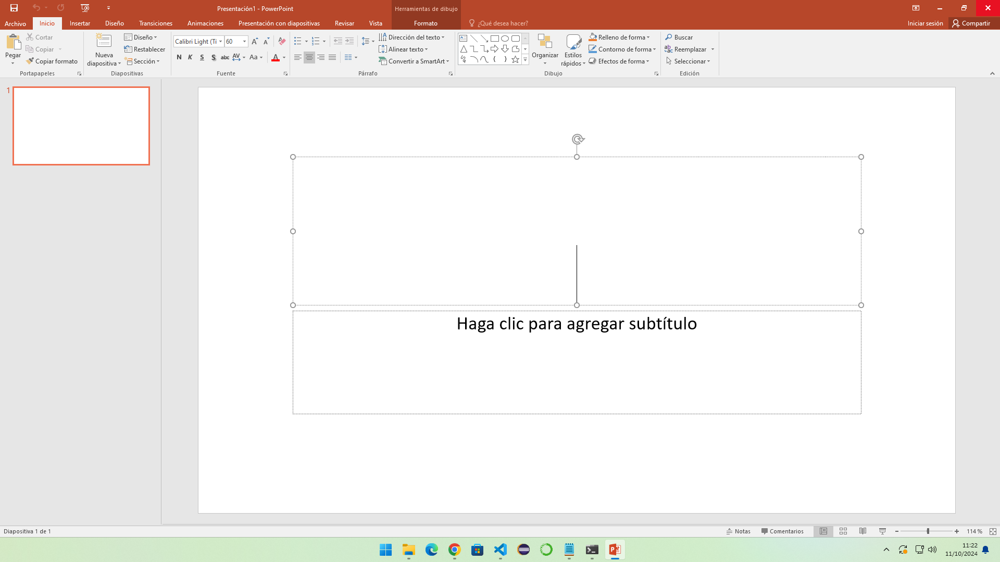 Presentación1 - PowerPoint
Herramientas de dibujo
Archivo Inicio Insertar Diseño Transiciones Animaciones Presentación con diapositivas Revisar Vista Formato ¿Qué desea hacer? Iniciar sesión Compartir
Pegar
Cortar
Copiar
Copiar formato
Portapapeles
Nueva
diapositiva
Diseño
Restablecer
Sección
Diapositivas
Calibri Light (Tí 60
N K S S abc AV Aa A
Fuente
Dirección del texto
Alinear texto
Convertir a SmartArt
Párrafo
Organizar
Estilos
rápidos
Relleno de forma
Contorno de forma
Efectos de forma
Dibujo
Buscar
Reemplazar
Seleccionar
Edición
1
Haga clic para agregar subtítulo
Diapositiva 1 de 1
Notas Comentarios 114 %
11:22
11/10/2024